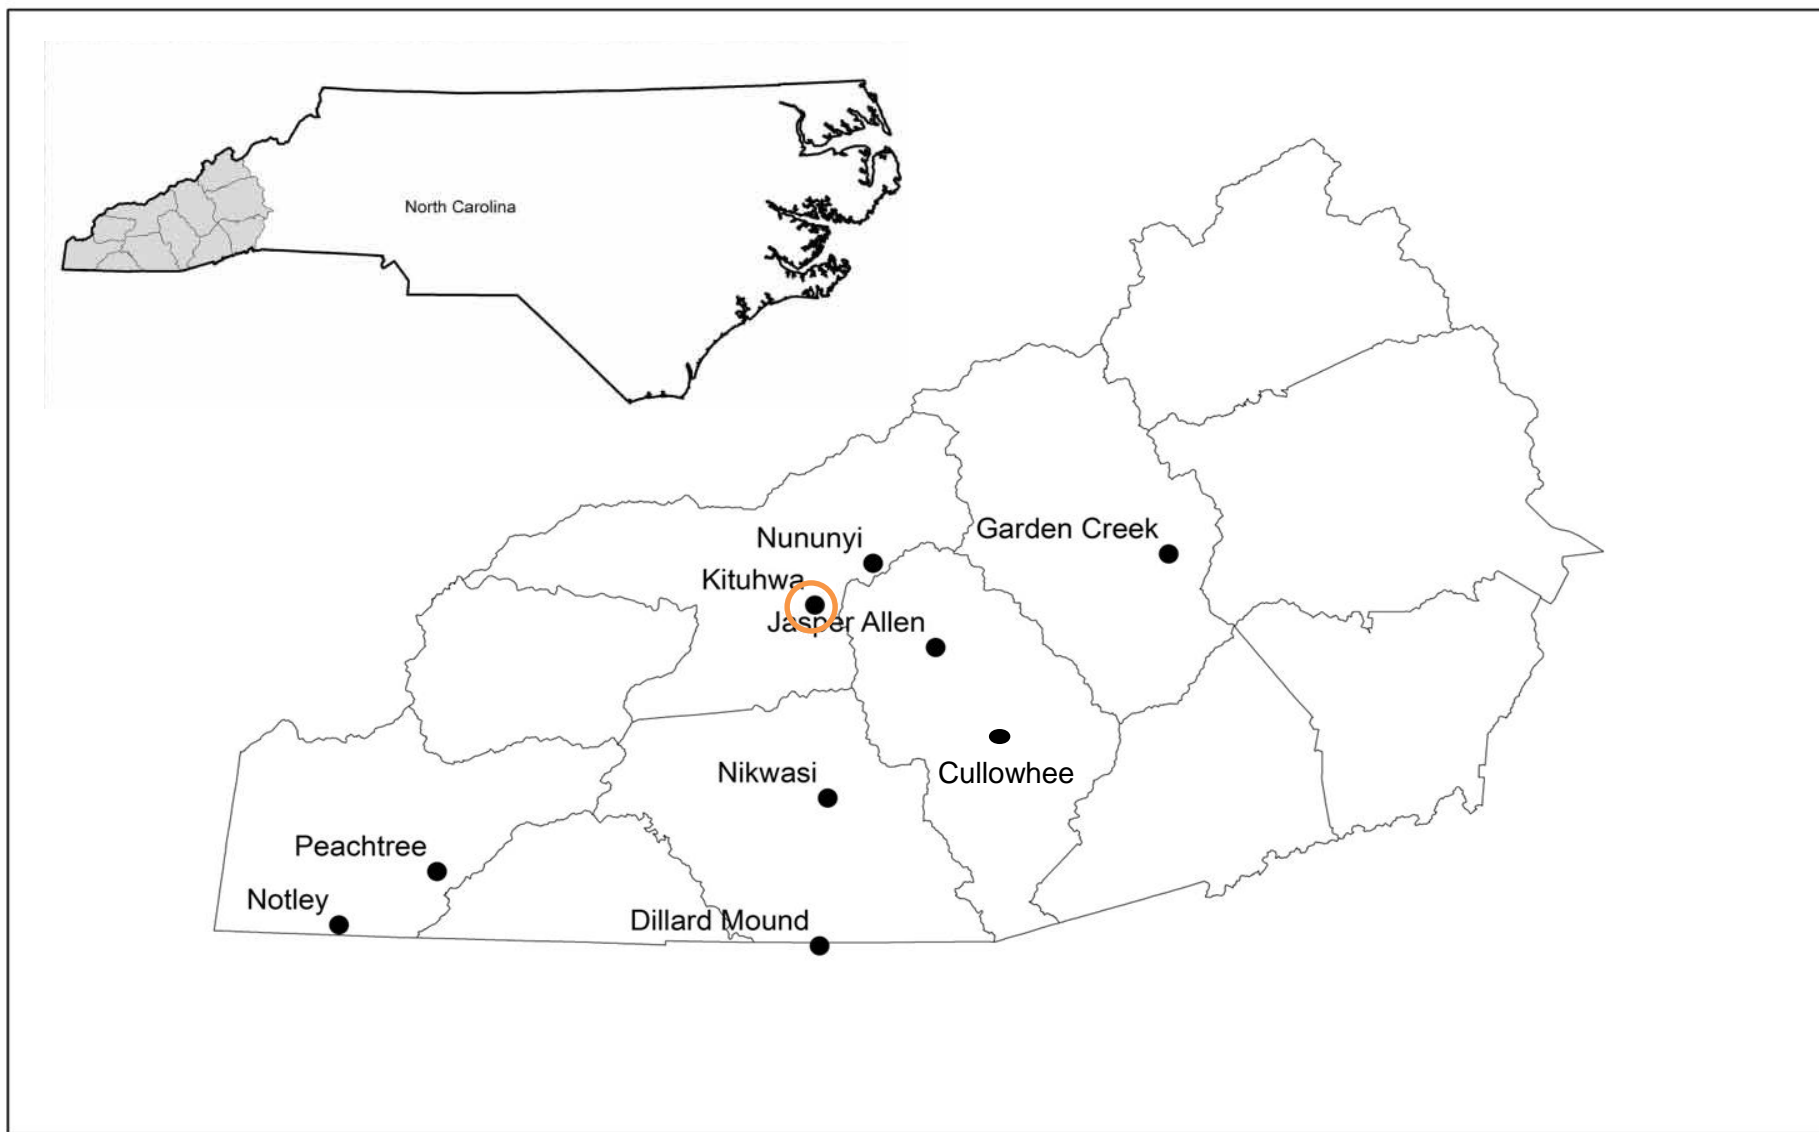 North Carolina
Garden Creek
Nununyi
Kituhwa
Jasper Allen
Nikwasi
Cullowhee
Peachtree
Notley
Dillard Mound